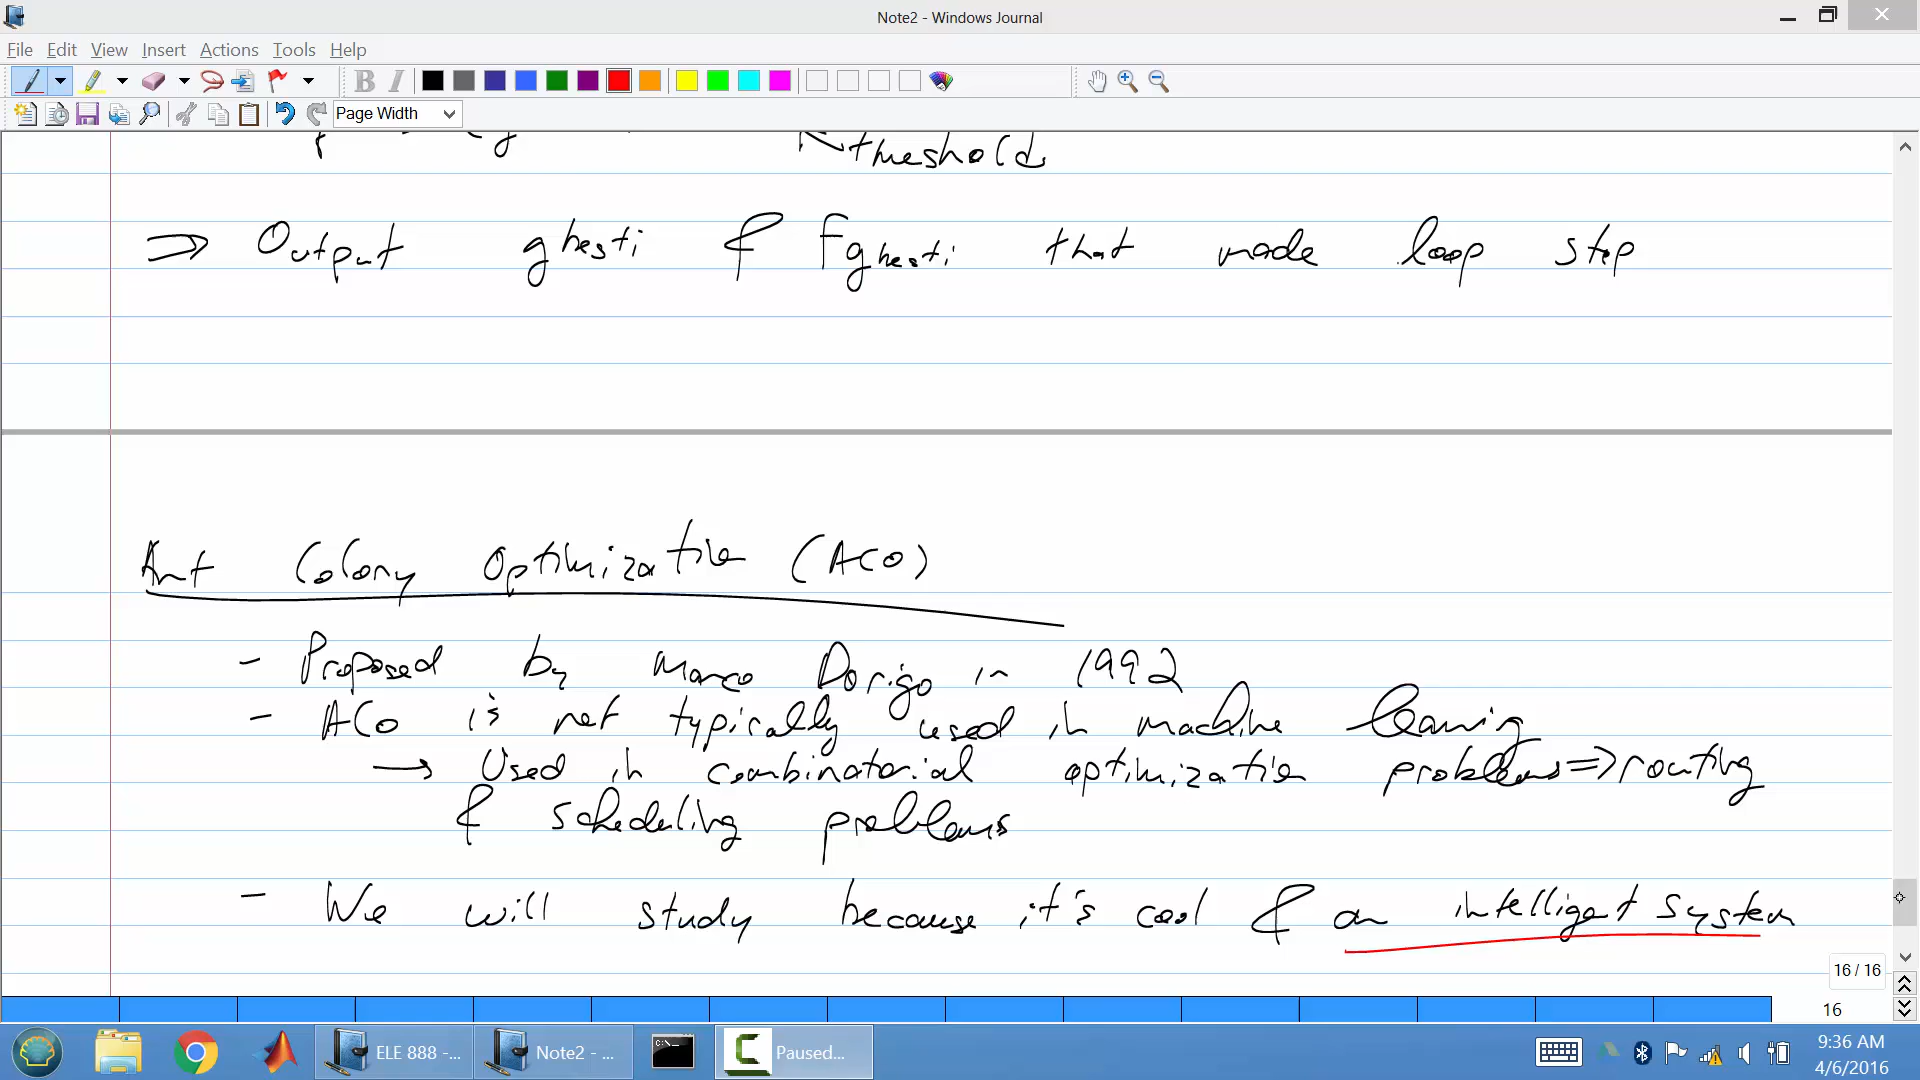 Note2 - Windows Journal
File Edit View Insert Actions Tools Help
B I
Page Width
threshold
⇒ Output gbesti & Fgbesti that made loop stop
Ant Colony Optimization (ACO)
- Proposed by Marco Dorigo in 1992
- ACO is not typically used in machine learning
→ Used in combinatorial optimization problems ⇒ routing
& scheduling problems
- We will study because it's cool & an intelligent system
16 / 16
16
ELE 888 -...
Note2 - ...
C:\_
C Paused...
9:36 AM
4/6/2016